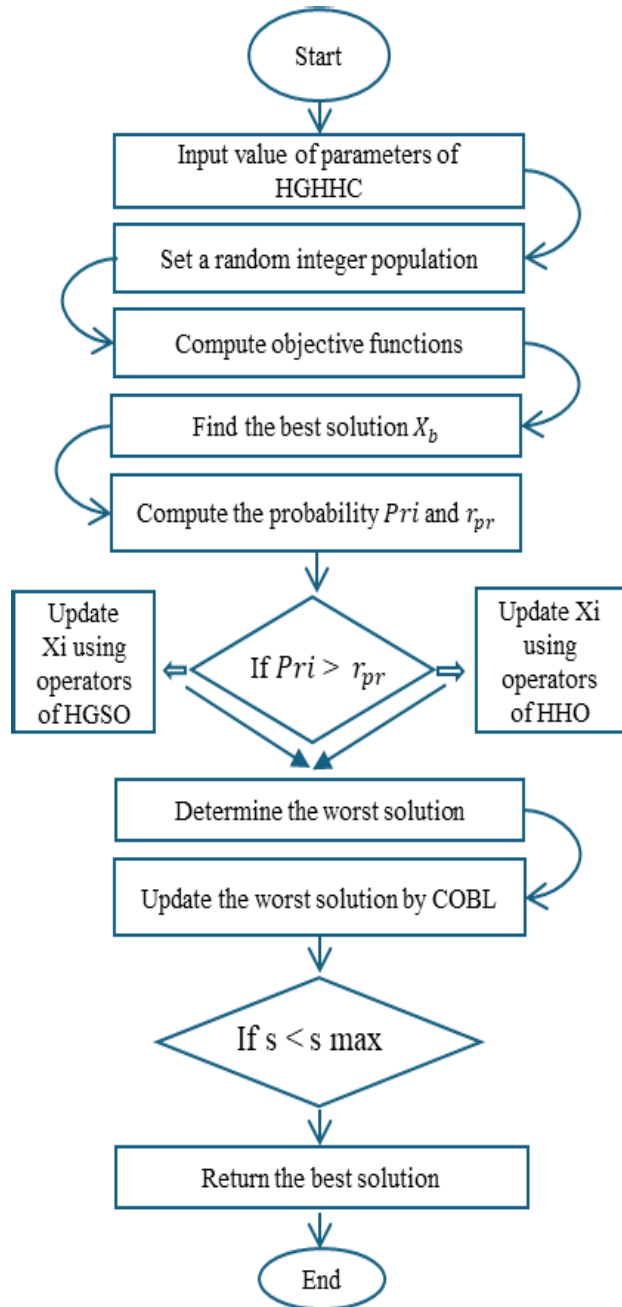 Start
Input value of parameters of
HGHHC
Set a random integer population
Compute objective functions
Find the best solution X_b
Compute the probability Pri and r_pr
Update
Xi using
operators
of HGSO
If Pri > r_pr
Update Xi
using
operators
of HHO
Determine the worst solution
Update the worst solution by COBL
If s < s max
Return the best solution
End